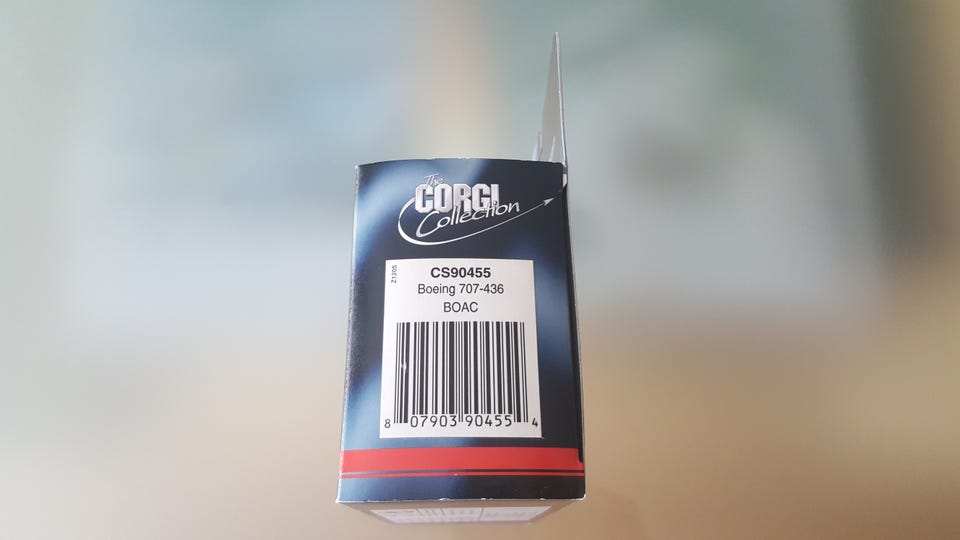 The
CORGI
Collection
Z1205
CS90455
Boeing 707-436
BOAC
8 07903 90455 4